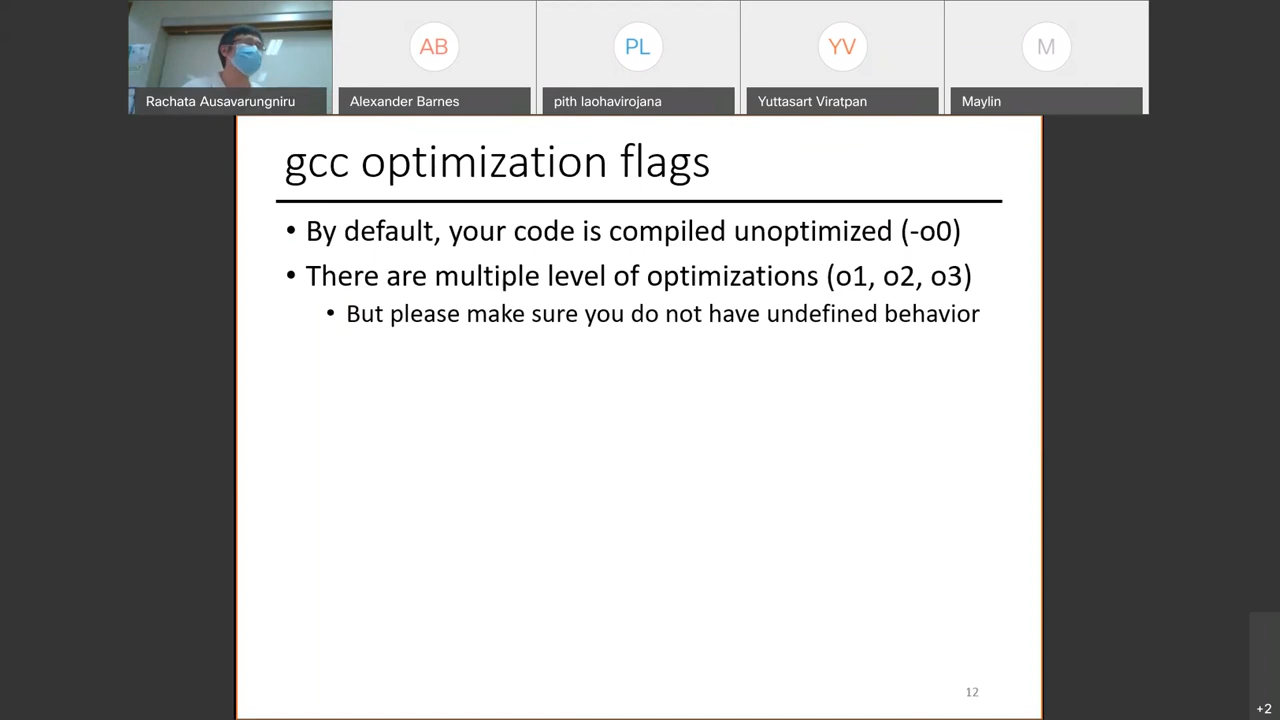 AB
PL
YV
M
Rachata Ausavarungniru
Alexander Barnes
pith laohavirojana
Yuttasart Viratpan
Maylin
gcc optimization flags
• By default, your code is compiled unoptimized (-o0)
• There are multiple level of optimizations (o1, o2, o3)
• But please make sure you do not have undefined behavior
12
+2